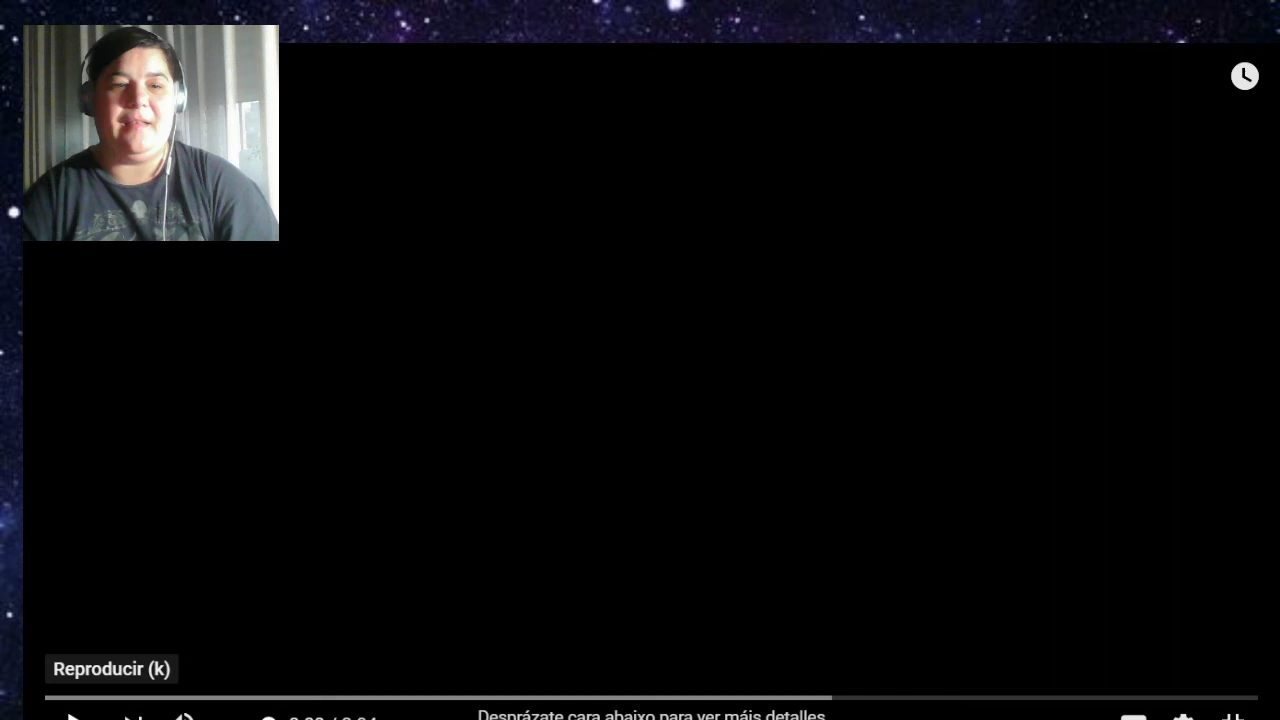 Reproducir (k)
Desprázate cara abaixo para ver máis detalles